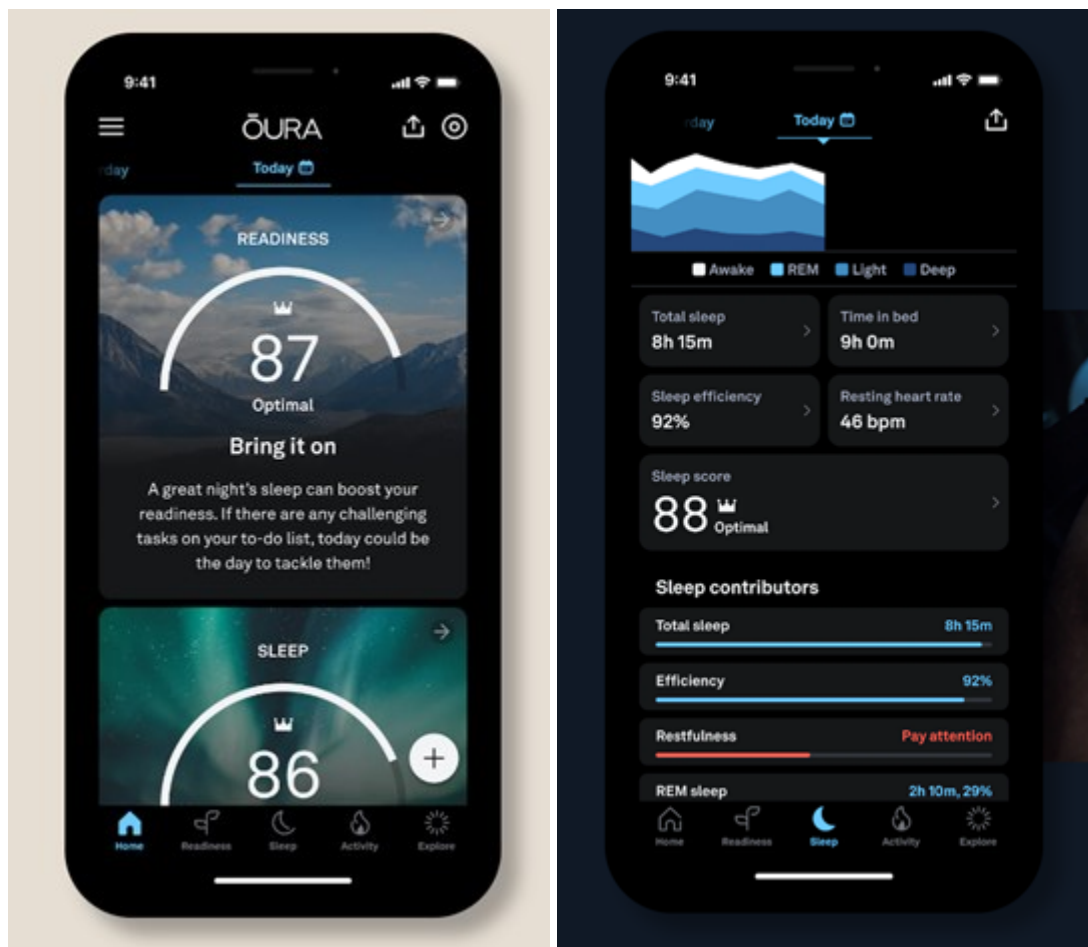 9:41
ŌURA
rday
Today
READINESS
87
Optimal
Bring it on
A great night's sleep can boost your
readiness. If there are any challenging
tasks on your to-do list, today could be
the day to tackle them!
SLEEP
86
Home Readiness Sleep Activity Explore
9:41
rday
Today
Awake REM Light Deep
Total sleep
8h 15m
Time in bed
9h 0m
Sleep efficiency
92%
Resting heart rate
46 bpm
Sleep score
88
Optimal
Sleep contributors
Total sleep 8h 15m
Efficiency 92%
Restfulness Pay attention
REM sleep 2h 10m, 29%
Home Readiness Sleep Activity Explore